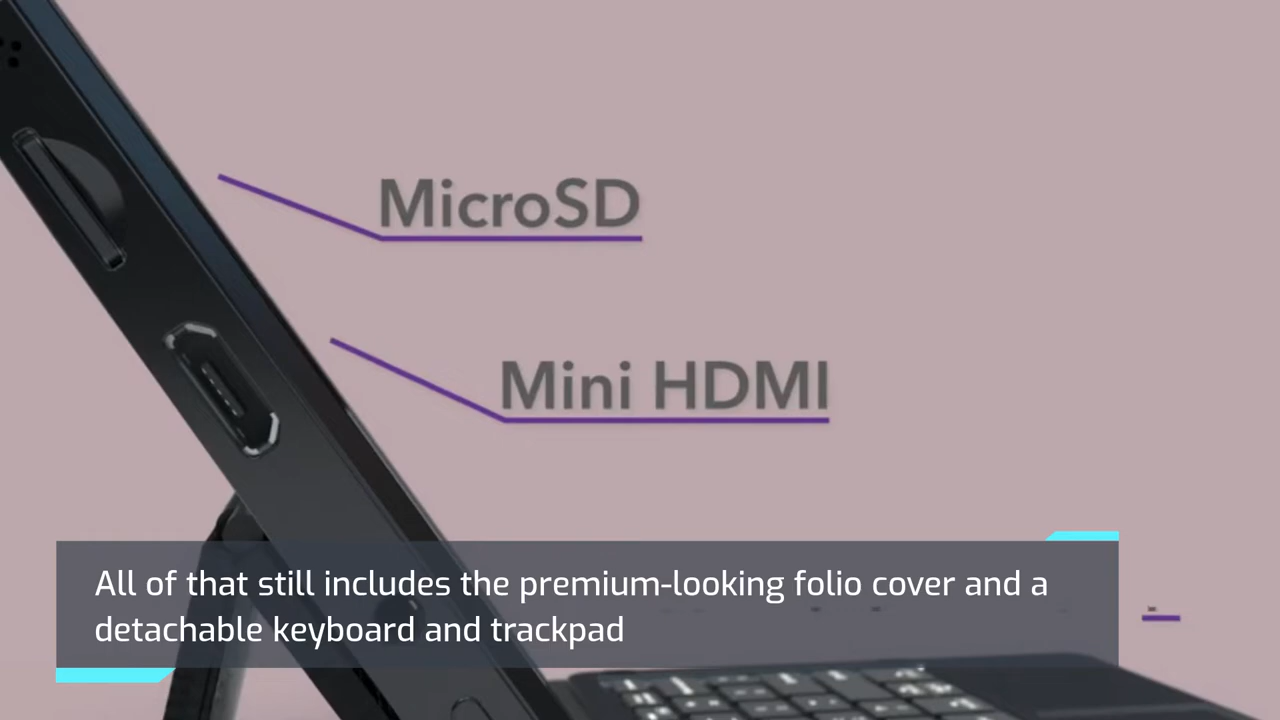 MicroSD
Mini HDMI
All of that still includes the premium-looking folio cover and a
detachable keyboard and trackpad